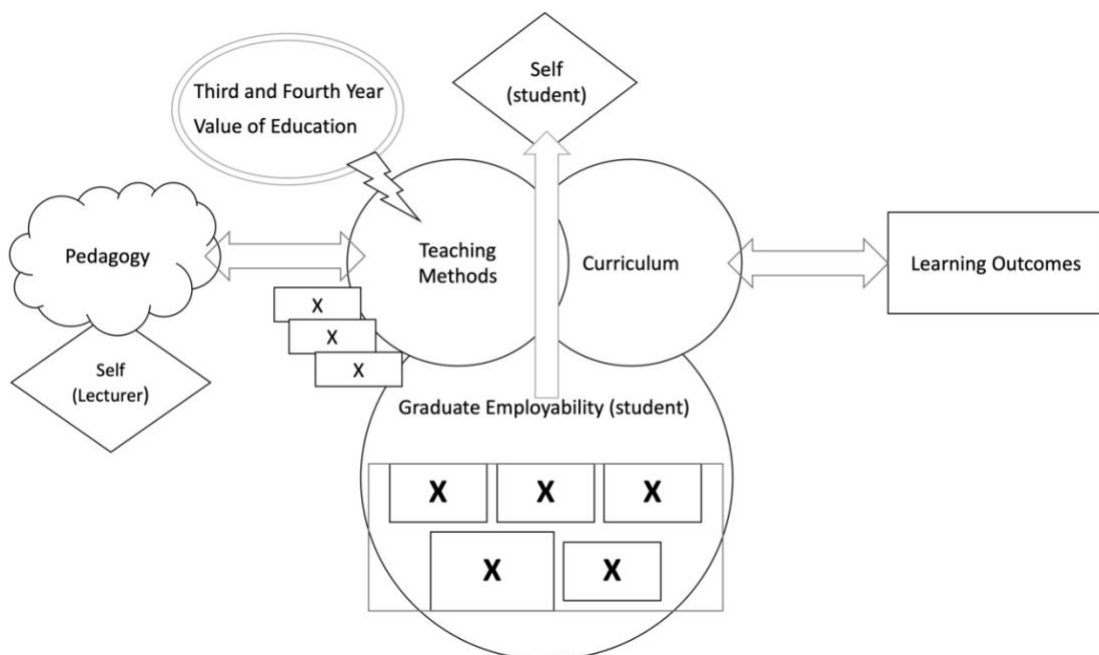 Third and Fourth Year
Value of Education
Self
(student)
Pedagogy
Teaching
Methods
Curriculum
Learning Outcomes
X
X
X
Self
(Lecturer)
Graduate Employability (student)
X
X
X
X
X